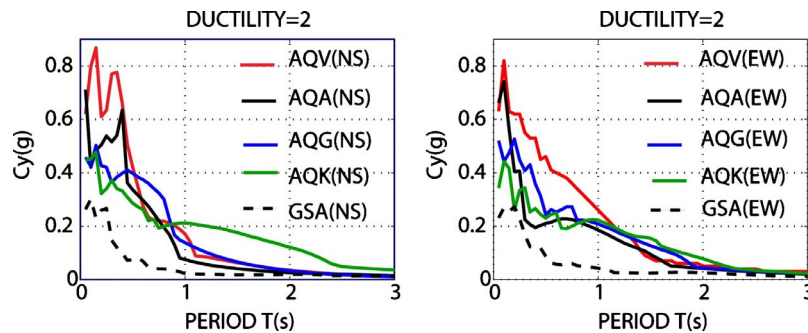 DUCTILITY=2
Cy(g)
0.8
0.6
0.4
0.2
0
0
1
2
3
PERIOD T(s)
AQV(NS)
AQA(NS)
AQG(NS)
AQK(NS)
GSA(NS)
DUCTILITY=2
Cy(g)
0.8
0.6
0.4
0.2
0
0
1
2
3
PERIOD T(s)
AQV(EW)
AQA(EW)
AQG(EW)
AQK(EW)
GSA(EW)